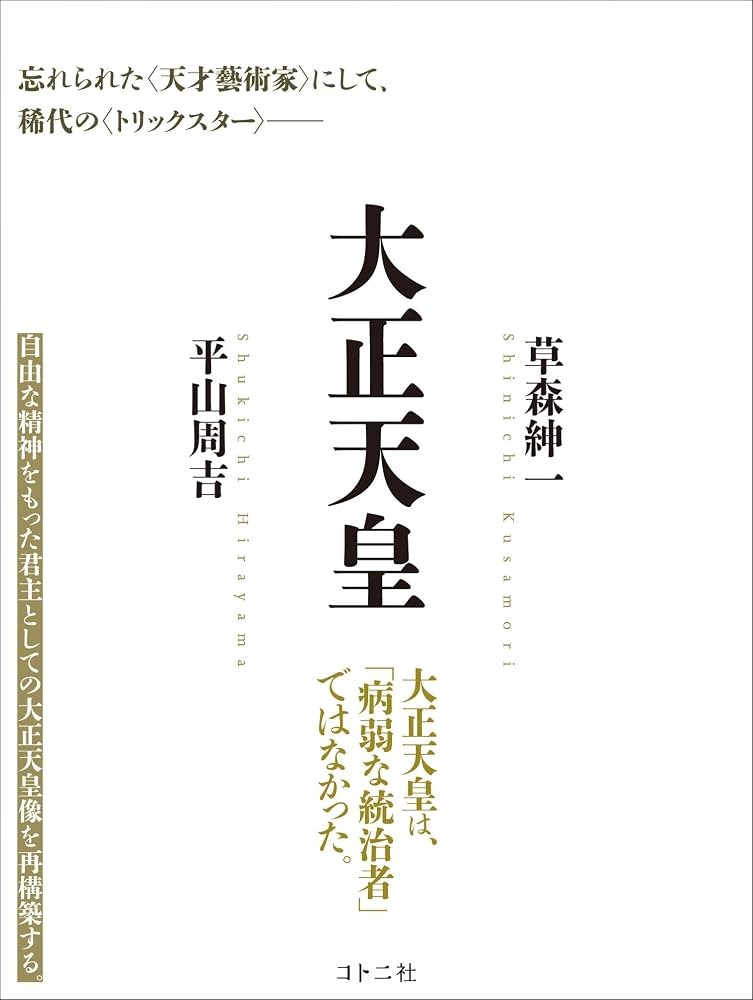 忘れられた〈天才藝術家〉にして、
稀代の〈トリックスター〉──
草森紳一
Shinichi Kusamori
大正天皇
Shukichi Hirayama
平山周吉
大正天皇は、
「病弱な統治者」
ではなかった。
自由な精神をもった君主としての大正天皇像を再構築する。
コトニ社